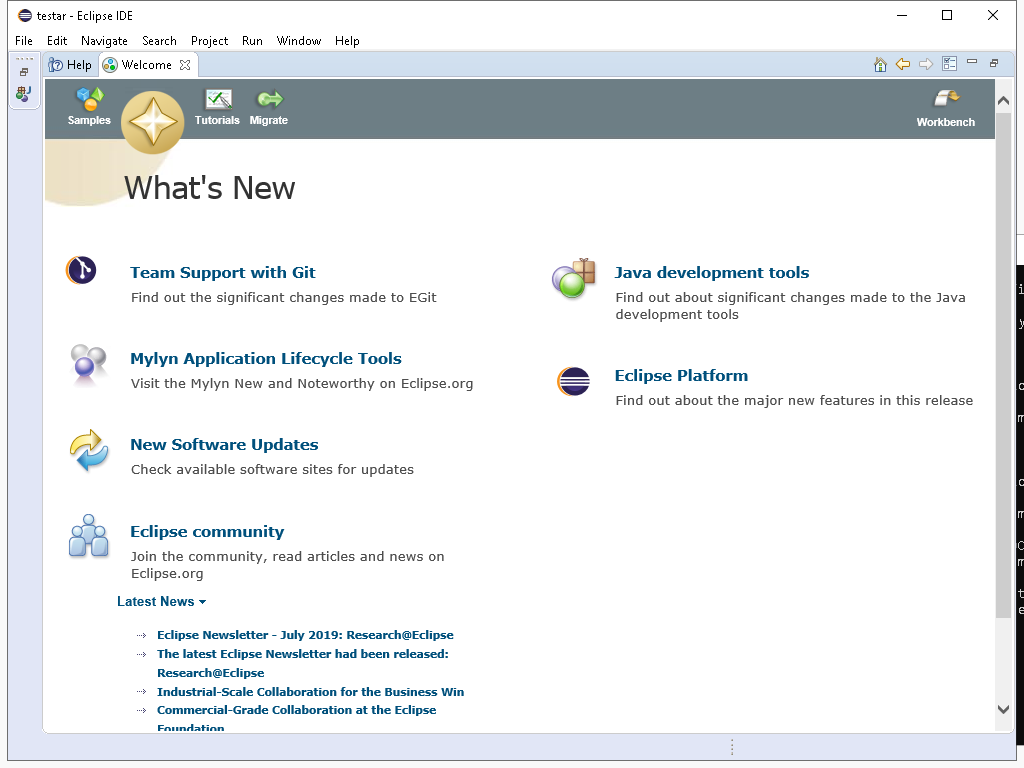 testar - Eclipse IDE
File Edit Navigate Search Project Run Window Help
Help Welcome
Samples Tutorials Migrate Workbench
What's New
Team Support with Git
Find out the significant changes made to EGit
Java development tools
Find out about significant changes made to the Java
development tools
Mylyn Application Lifecycle Tools
Visit the Mylyn New and Noteworthy on Eclipse.org
Eclipse Platform
Find out about the major new features in this release
New Software Updates
Check available software sites for updates
Eclipse community
Join the community, read articles and news on
Eclipse.org
Latest News
Eclipse Newsletter - July 2019: Research@Eclipse
The latest Eclipse Newsletter had been released:
Research@Eclipse
Industrial-Scale Collaboration for the Business Win
Commercial-Grade Collaboration at the Eclipse
Foundation